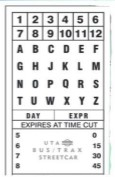 1 2 3 4 5 6
7 8 9 10 11 12
A B C D E F
G H J K L M
N O P Q R S
T U W X Y Z
DAY EXPR
EXPIRES AT TIME CUT
5 0
6 UTA 15
7 BUS/TRAX 30
STREETCAR
8 45